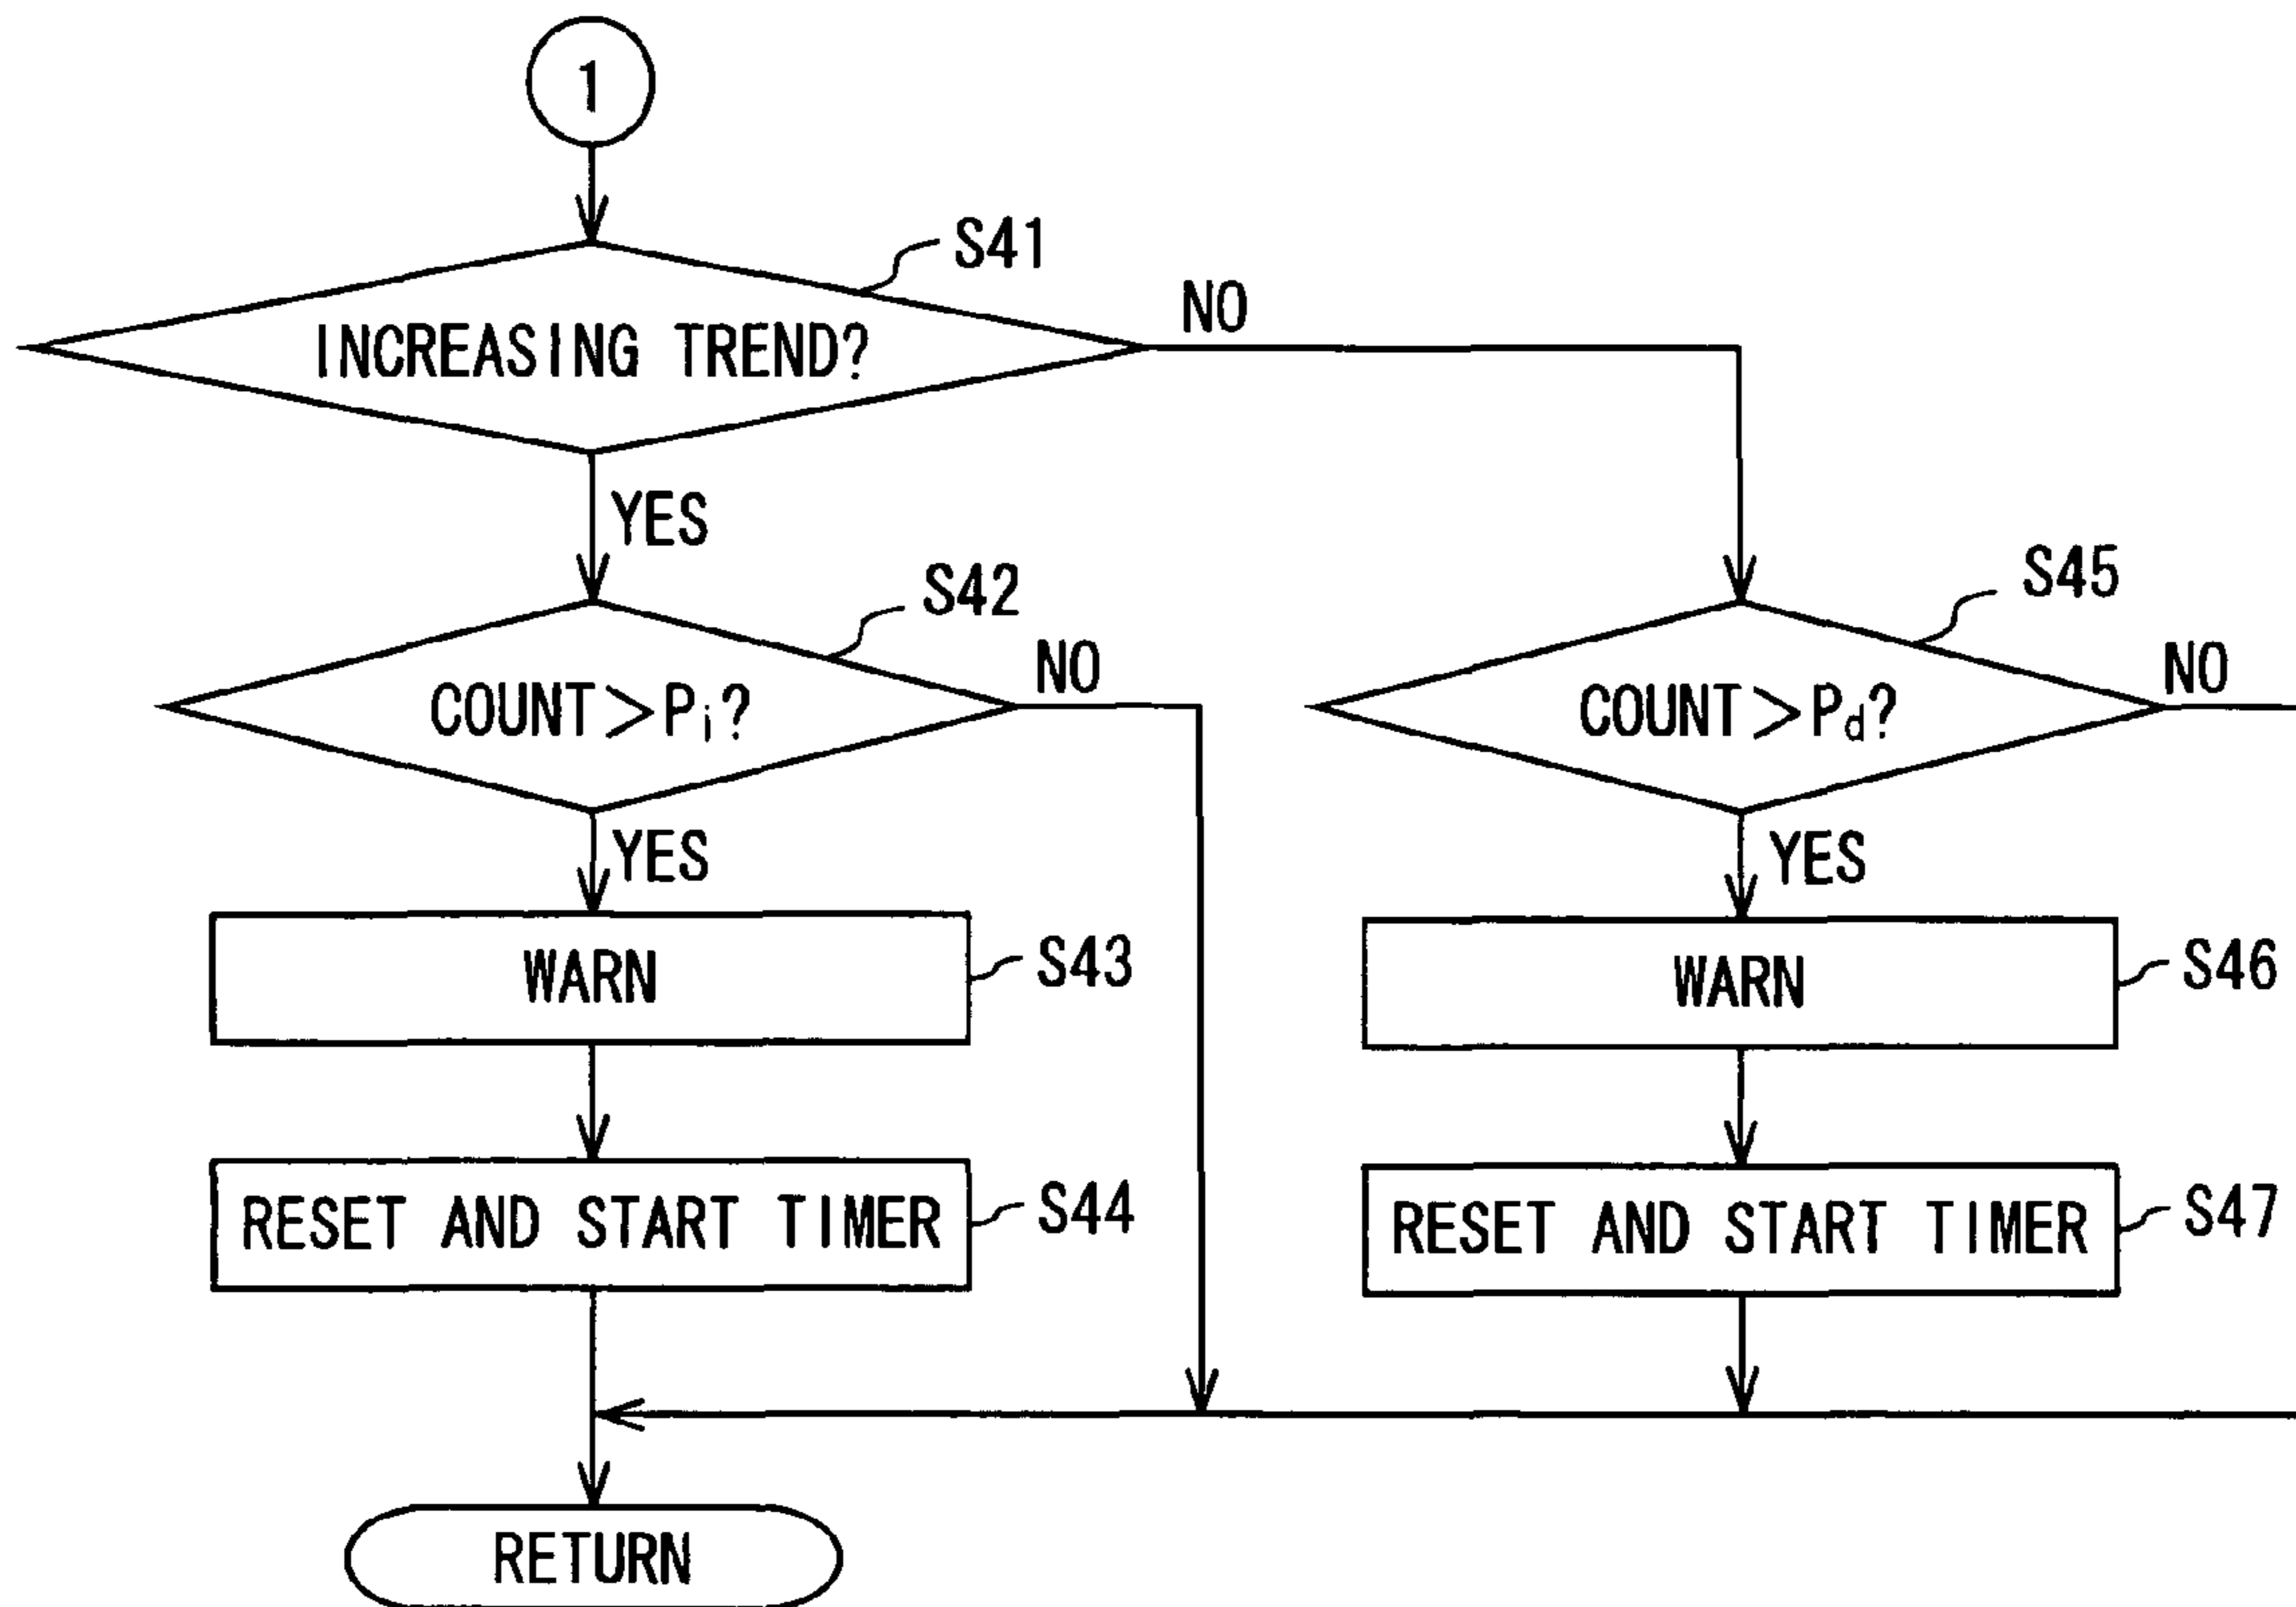 1
S41
INCREASING TREND?
NO
YES
S42
COUNT>Pi?
NO
YES
S45
COUNT>Pd?
NO
YES
WARN
S43
WARN
S46
RESET AND START TIMER
S44
RESET AND START TIMER
S47
RETURN